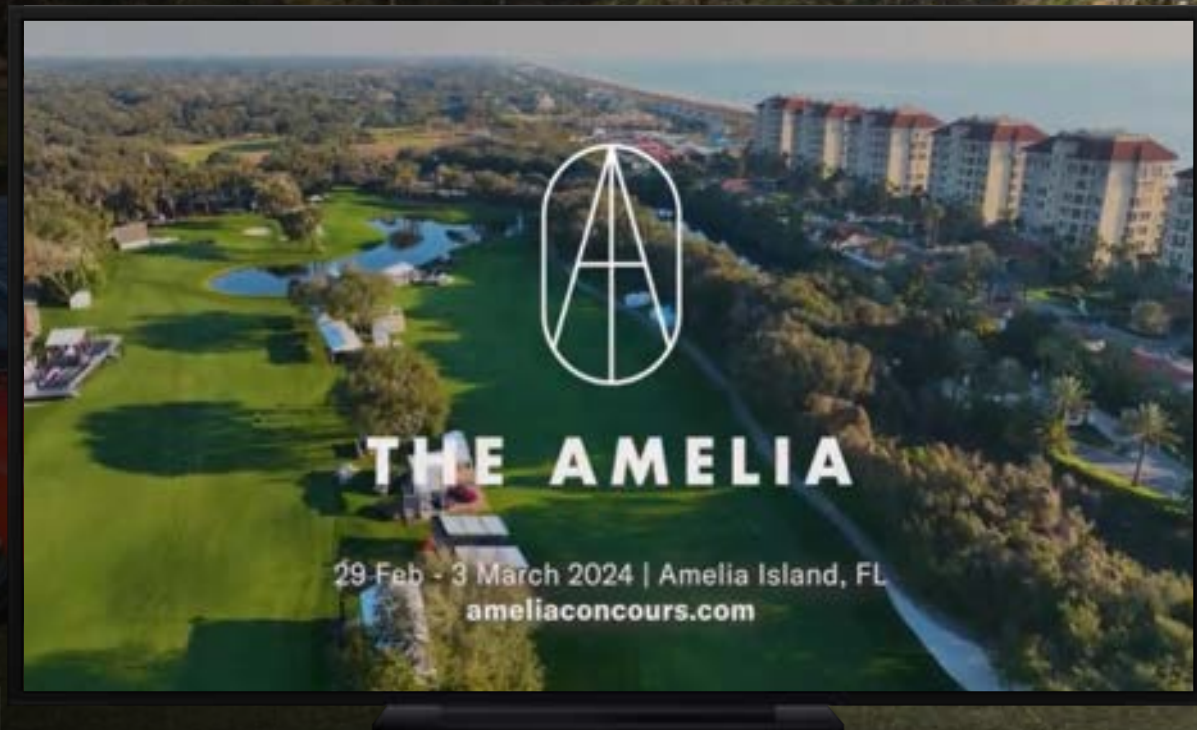 THE AMELIA
29 Feb - 3 March 2024 | Amelia Island, FL
ameliaconcours.com